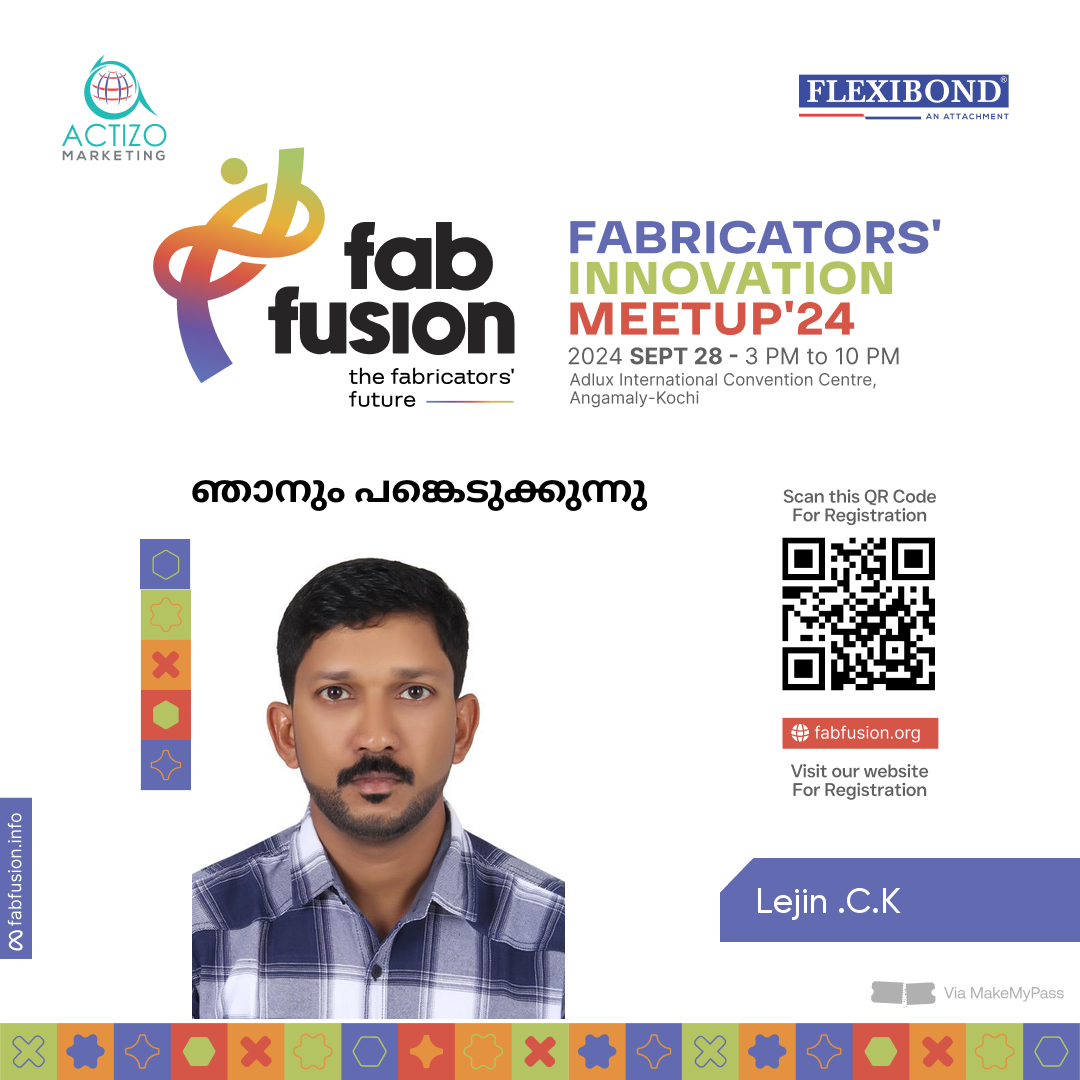 ACTIZO
MARKETING
FLEXIBOND®
AN ATTACHMENT
fab
fusion
the fabricators'
future
FABRICATORS'
INNOVATION
MEETUP'24
2024 SEPT 28 - 3 PM to 10 PM
Adlux International Convention Centre,
Angamaly-Kochi
ഞാനും പങ്കെടുക്കുന്നു
Scan this QR Code
For Registration
fabfusion.org
Visit our website
For Registration
fabfusion.info
Lejin .C.K
Via MakeMyPass